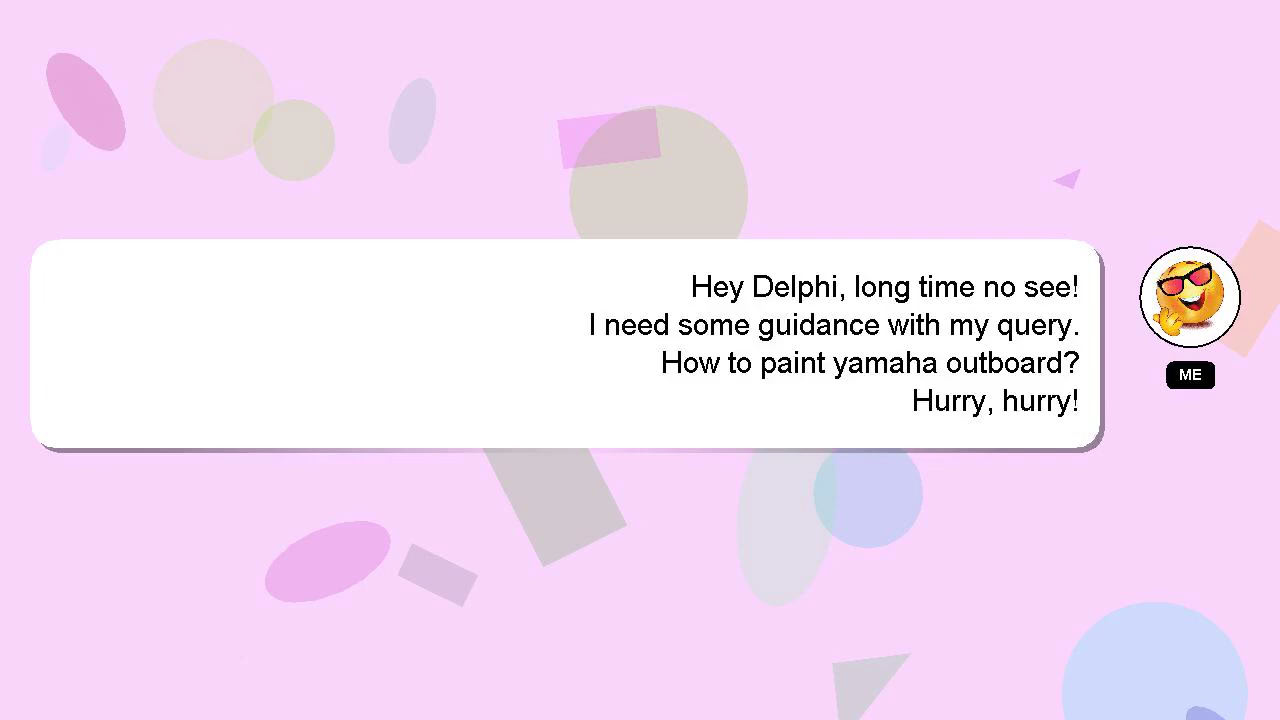 Hey Delphi, long time no see!
I need some guidance with my query.
How to paint yamaha outboard?
Hurry, hurry!
ME